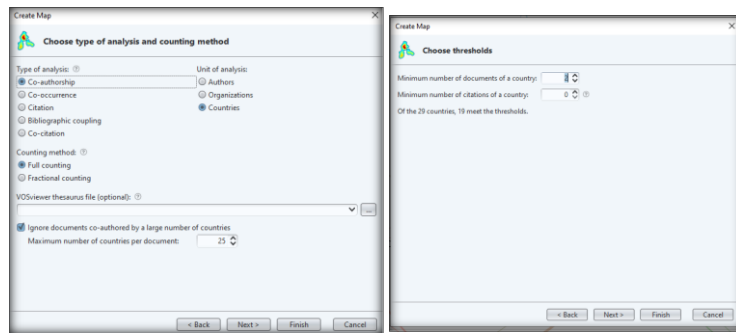 Create Map
Choose type of analysis and counting method
Type of analysis:
Unit of analysis:
Co-authorship
Authors
Co-occurrence
Organizations
Citation
Countries
Bibliographic coupling
Co-citation
Counting method:
Full counting
Fractional counting
VOSviewer thesaurus file (optional):
...
Ignore documents co-authored by a large number of countries
Maximum number of countries per document: 25
< Back Next > Finish Cancel
Create Map
Choose thresholds
Minimum number of documents of a country:
Minimum number of citations of a country: 0
Of the 29 countries, 19 meet the thresholds.
< Back Next > Finish Cancel